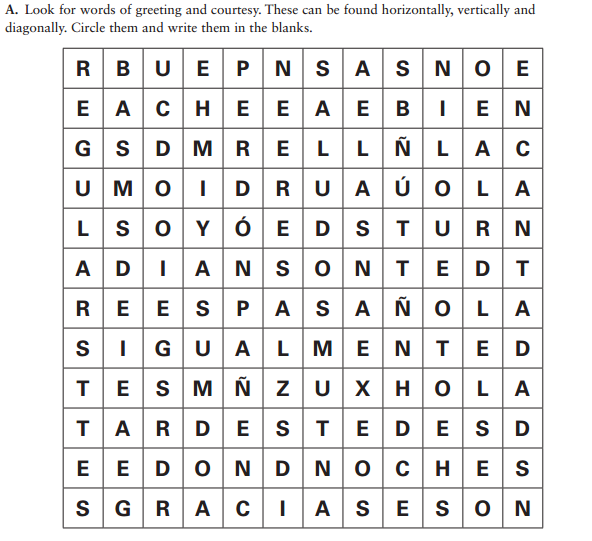 A. Look for words of greeting and courtesy. These can be found horizontally, vertically and
diagonally. Circle them and write them in the blanks.
R B U E P N S A S N O E
E A C H E E A E B I E N
G S D M R E L L Ñ L A C
U M O I D R U A Ú O L A
L S O Y Ó E D S T U R N
A D I A N S O N T E D T
R E E S P A S A Ñ O L A
S I G U A L M E N T E D
T E S M Ñ Z U X H O L A
T A R D E S T E D E S D
E E D O N D N O C H E S
S G R A C I A S E S O N